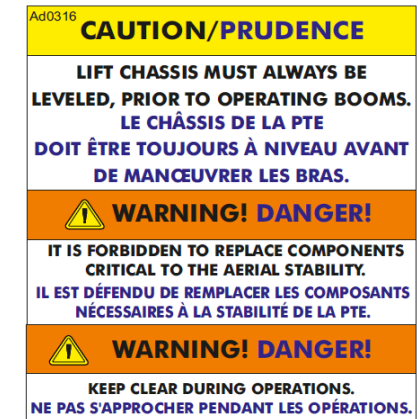 Ad0316
CAUTION/PRUDENCE
LIFT CHASSIS MUST ALWAYS BE
LEVELED, PRIOR TO OPERATING BOOMS.
LE CHÂSSIS DE LA PTE
DOIT ÊTRE TOUJOURS À NIVEAU AVANT
DE MANŒUVRER LES BRAS.
WARNING! DANGER!
IT IS FORBIDDEN TO REPLACE COMPONENTS
CRITICAL TO THE AERIAL STABILITY.
IL EST DÉFENDU DE REMPLACER LES COMPOSANTS
NÉCESSAIRES À LA STABILITÉ DE LA PTE.
WARNING! DANGER!
KEEP CLEAR DURING OPERATIONS.
NE PAS S'APPROCHER PENDANT LES OPÉRATIONS.